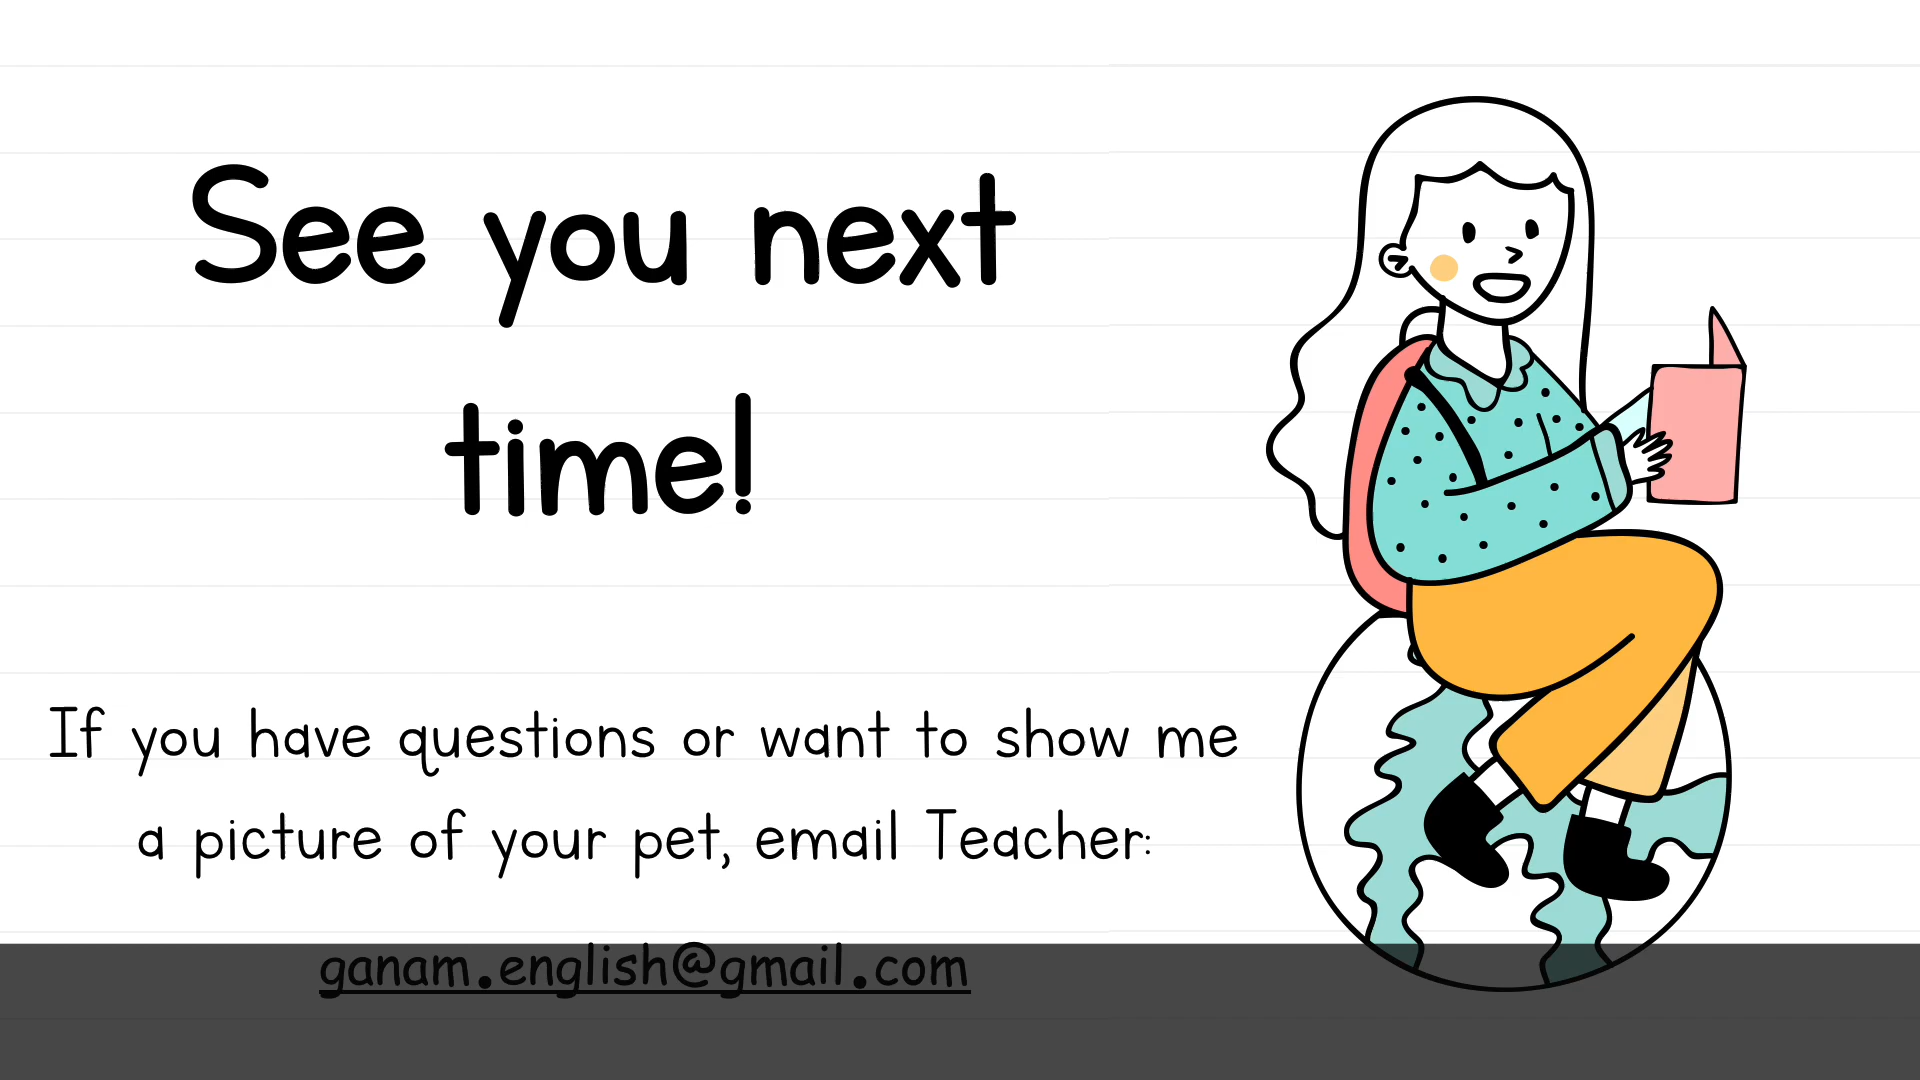 See you next
time!
If you have questions or want to show me
a picture of your pet, email Teacher:
ganam.english@gmail.com